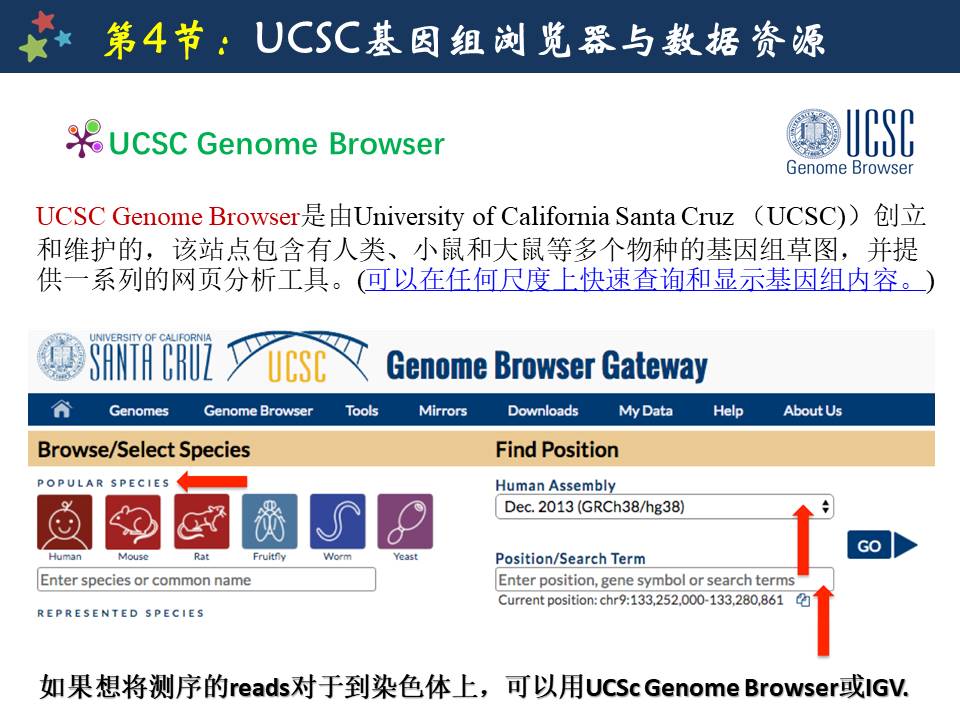 第4节：UCSC基因组浏览器与数据资源
UCSC Genome Browser
UCSC
Genome Browser
UCSC Genome Browser是由University of California Santa Cruz （UCSC)）创立
和维护的，该站点包含有人类、小鼠和大鼠等多个物种的基因组草图，并提
供一系列的网页分析工具。(可以在任何尺度上快速查询和显示基因组内容。)
UNIVERSITY OF CALIFORNIA
SANTA CRUZ
UCSC
Genome Browser Gateway
Genomes Genome Browser Tools Mirrors Downloads My Data Help About Us
Browse/Select Species
Find Position
POPULAR SPECIES
Human Mouse Rat Fruitfly Worm Yeast
Enter species or common name
REPRESENTED SPECIES
Human Assembly
Dec. 2013 (GRCh38/hg38)
GO
Position/Search Term
Enter position, gene symbol or search terms
Current position: chr9:133,252,000-133,280,861
如果想将测序的reads对于到染色体上，可以用UCSc Genome Browser或IGV.